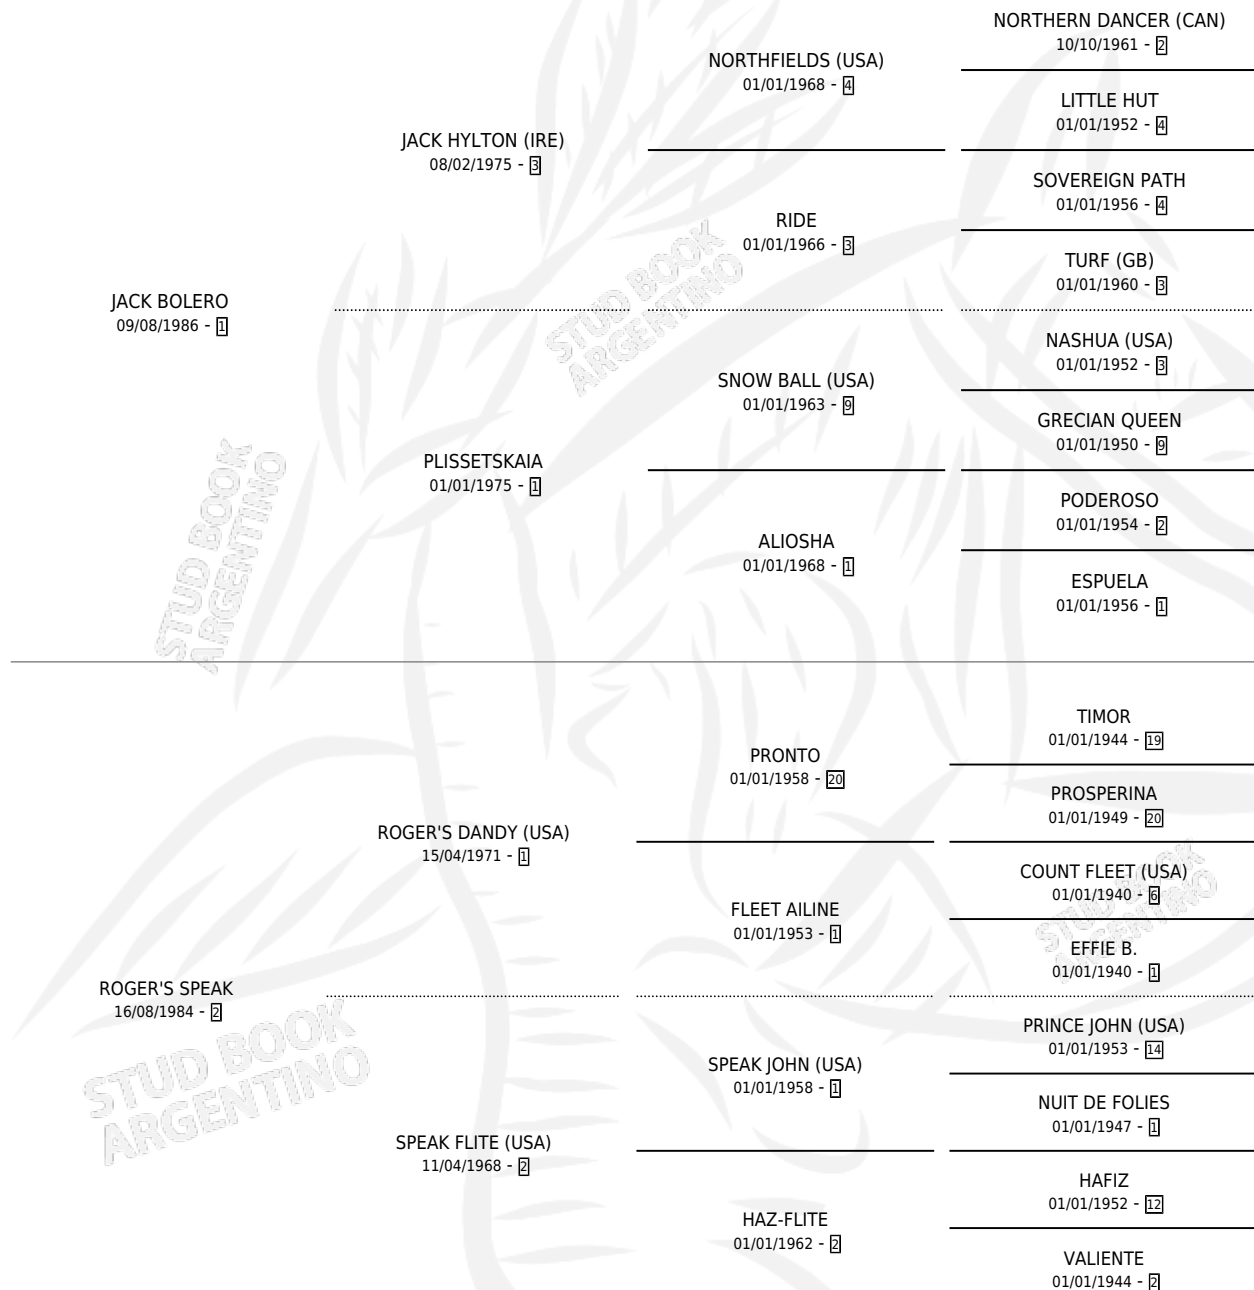 NORTHERN DANCER (CAN)
10/10/1961 - 2
NORTHFIELDS (USA)
01/01/1968 - 4
LITTLE HUT
01/01/1952 - 4
JACK HYLTON (IRE)
08/02/1975 - 3
SOVEREIGN PATH
01/01/1956 - 4
RIDE
01/01/1966 - 3
TURF (GB)
01/01/1960 - 3
JACK BOLERO
09/08/1986 - 1
NASHUA (USA)
01/01/1952 - 3
SNOW BALL (USA)
01/01/1963 - 9
GRECIAN QUEEN
01/01/1950 - 9
PLISSETSKAIA
01/01/1975 - 1
PODEROSO
01/01/1954 - 2
ALIOSHA
01/01/1968 - 1
ESPUELA
01/01/1956 - 1
TIMOR
01/01/1944 - 19
PRONTO
01/01/1958 - 20
PROSPERINA
01/01/1949 - 20
ROGER'S DANDY (USA)
15/04/1971 - 1
COUNT FLEET (USA)
01/01/1940 - 6
FLEET AILINE
01/01/1953 - 1
EFFIE B.
01/01/1940 - 1
ROGER'S SPEAK
16/08/1984 - 2
PRINCE JOHN (USA)
01/01/1953 - 14
SPEAK JOHN (USA)
01/01/1958 - 1
NUIT DE FOLIES
01/01/1947 - 1
SPEAK FLITE (USA)
11/04/1968 - 2
HAFIZ
01/01/1952 - 12
HAZ-FLITE
01/01/1962 - 2
VALIENTE
01/01/1944 - 2
STUD BOOK
ARGENTINO
STUD BOOK
ARGENTINO
STUD BOOK
ARGENTINO
STUD BOOK
ARGENTINO